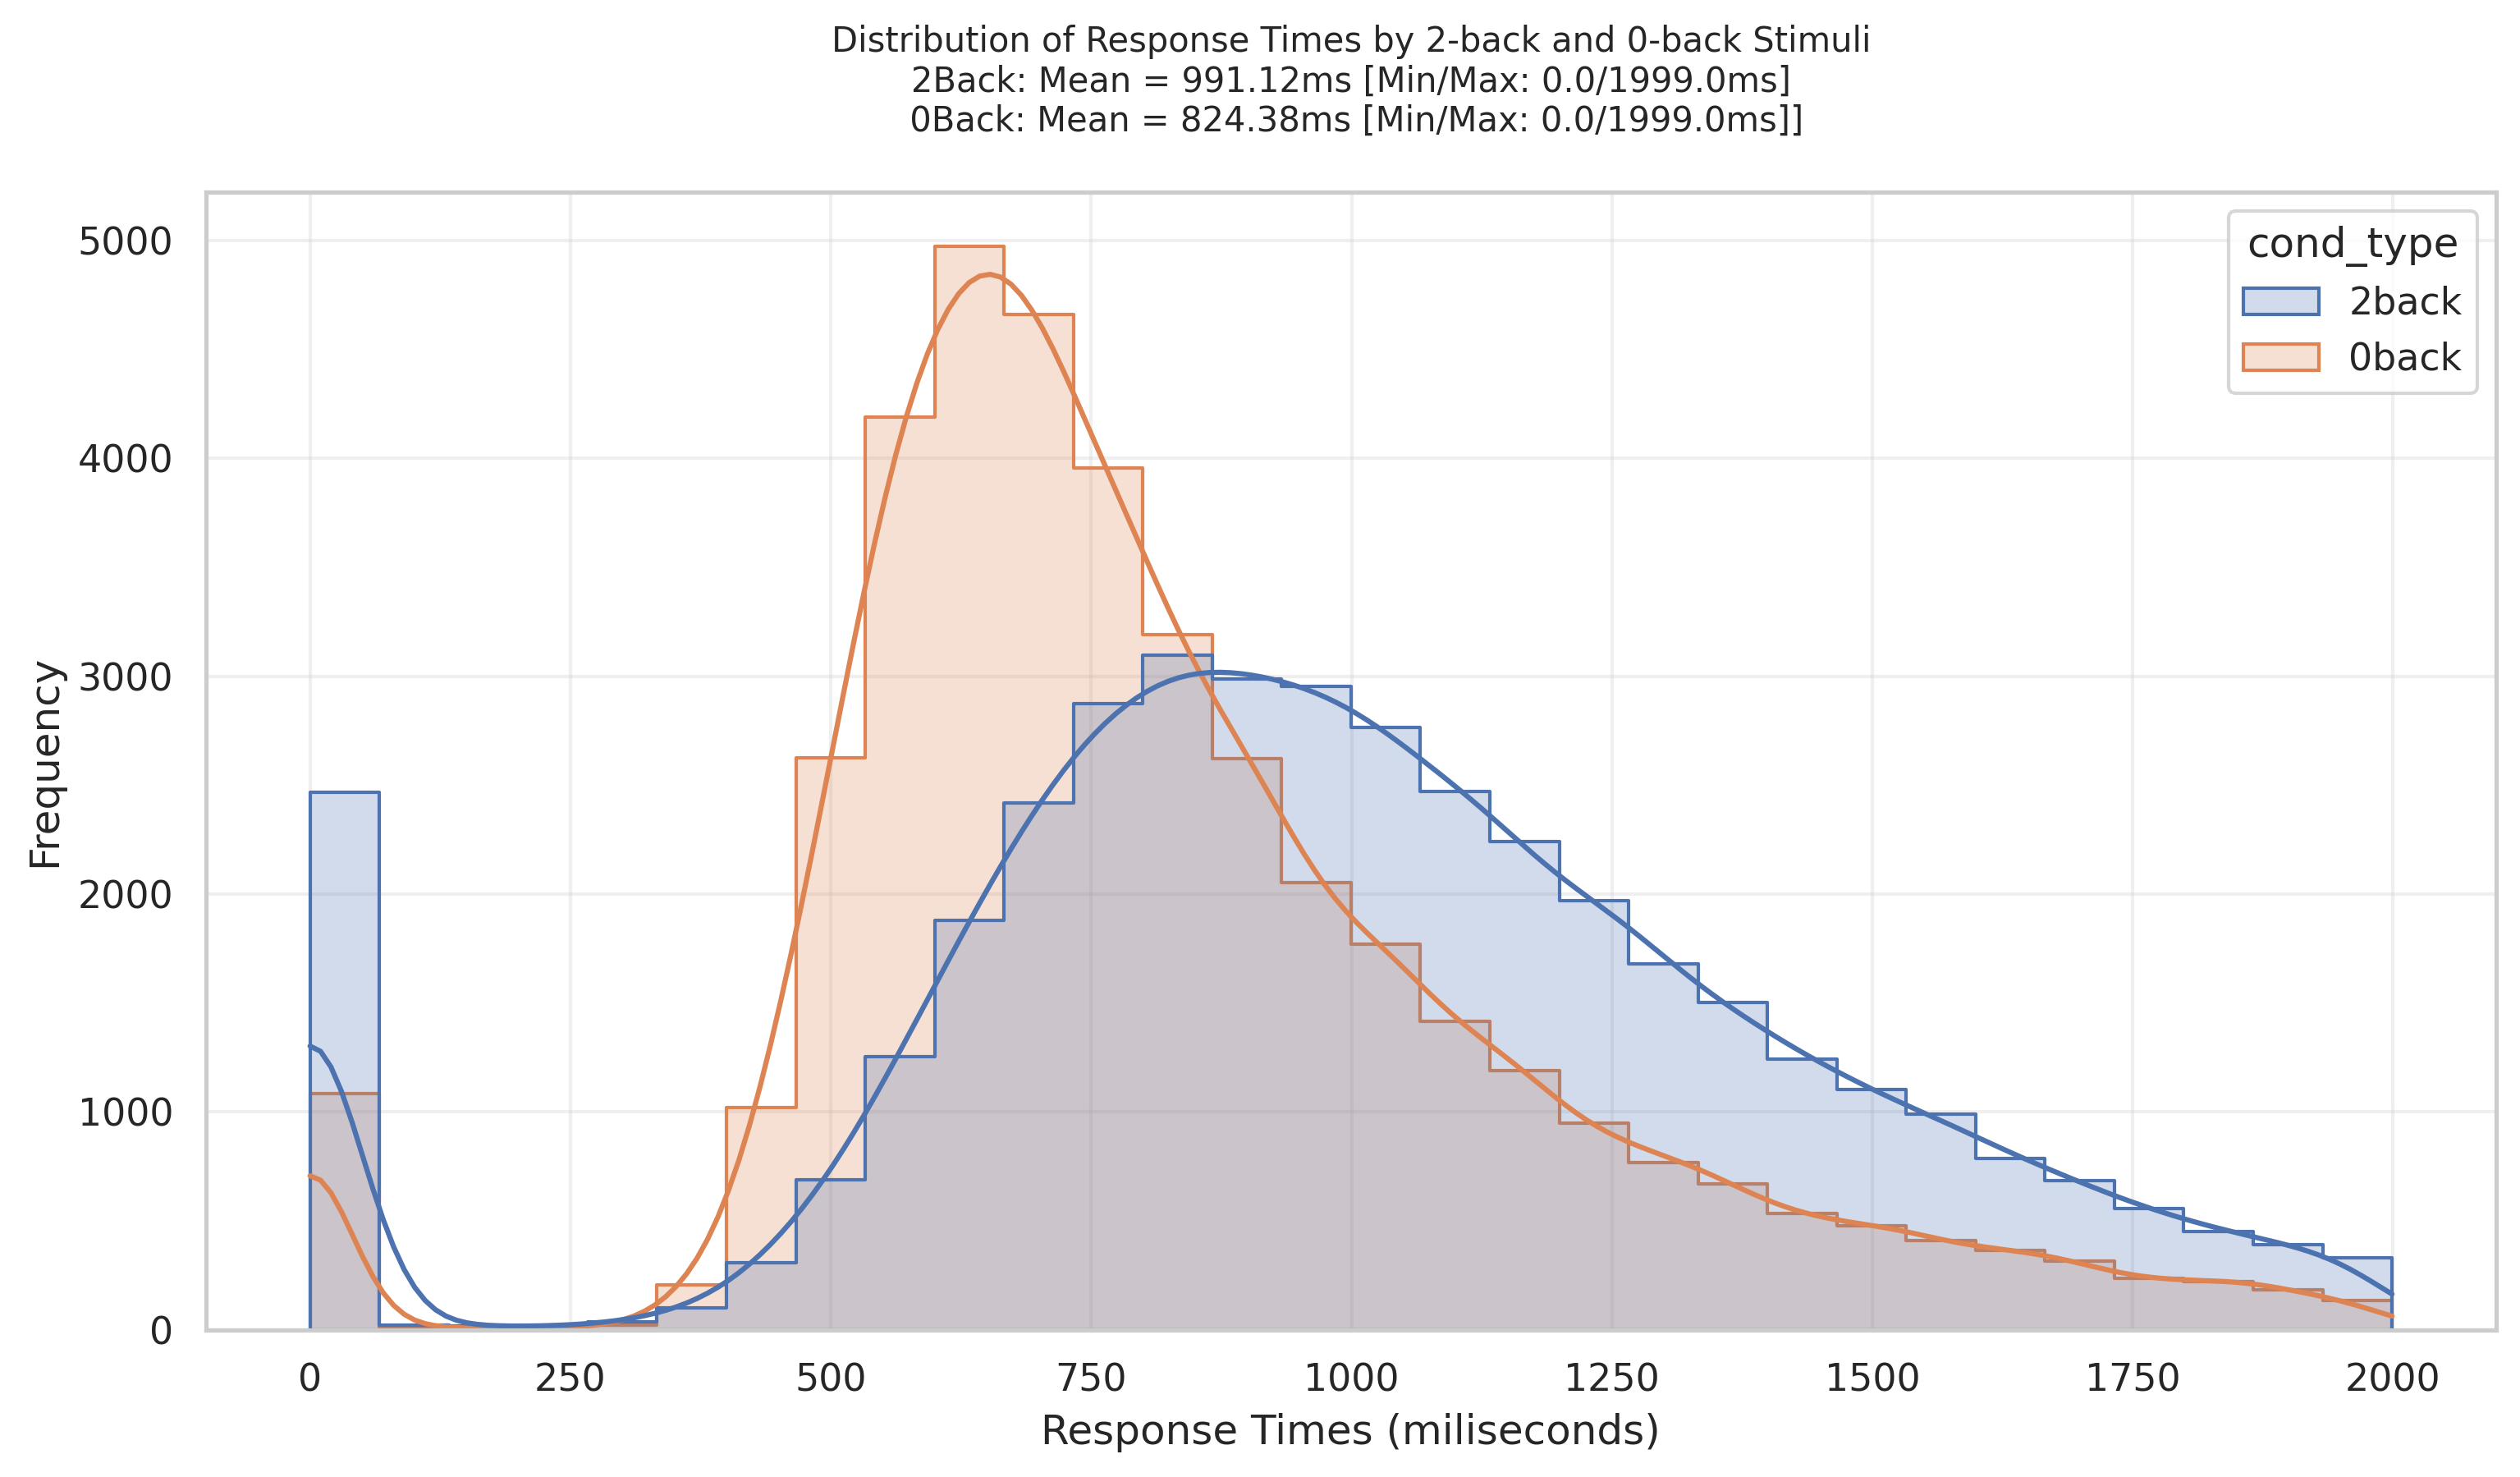 Distribution of Response Times by 2-back and 0-back Stimuli
2Back: Mean = 991.12ms [Min/Max: 0.0/1999.0ms]
0Back: Mean = 824.38ms [Min/Max: 0.0/1999.0ms]]
cond_type
2back
0back
Frequency
5000
4000
3000
2000
1000
0
0 250 500 750 1000 1250 1500 1750 2000
Response Times (miliseconds)